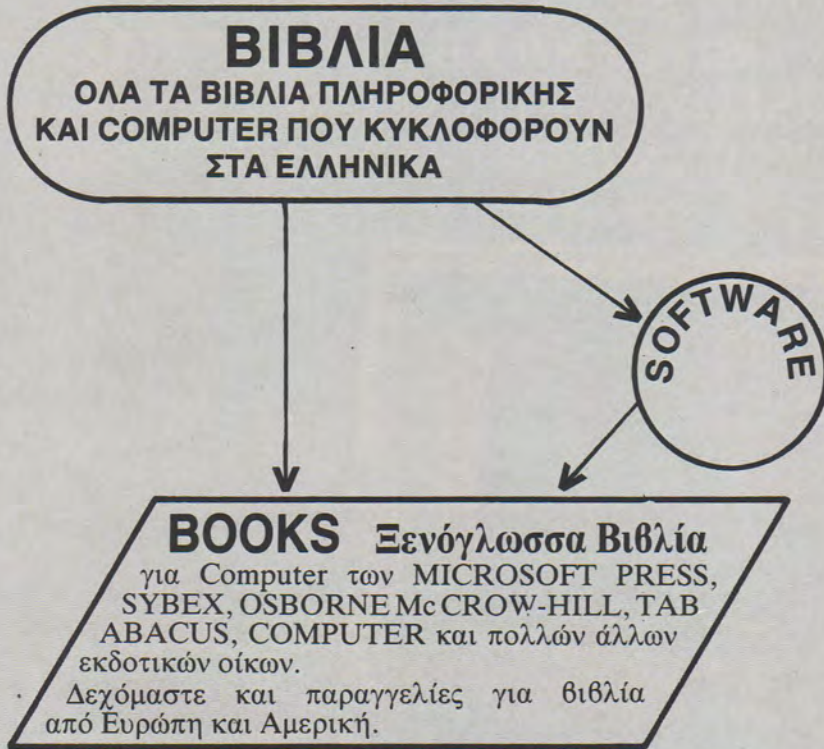 ΒΙΒΛΙΑ
ΟΛΑ ΤΑ ΒΙΒΛΙΑ ΠΛΗΡΟΦΟΡΙΚΗΣ
ΚΑΙ COMPUTER ΠΟΥ ΚΥΚΛΟΦΟΡΟΥΝ
ΣΤΑ ΕΛΛΗΝΙΚΑ
SOFTWARE
BOOKS Ξενόγλωσσα Βιβλία
για Computer των MICROSOFT PRESS,
SYBEX, OSBORNE Mc CROW-HILL, TAB
ABACUS, COMPUTER και πολλών άλλων
εκδοτικών οίκων.
Δεχόμαστε και παραγγελίες για βιβλία
από Ευρώπη και Αμερική.